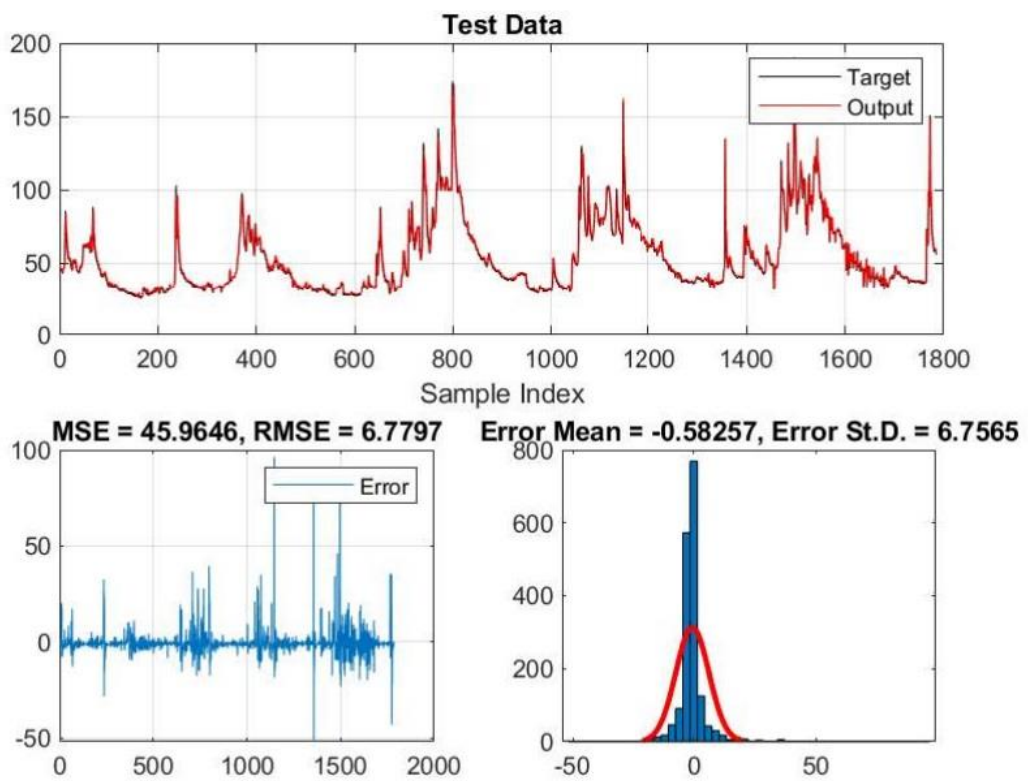 Test Data
200
150
100
50
0
Target
Output
0 200 400 600 800 1000 1200 1400 1600 1800
Sample Index
MSE = 45.9646, RMSE = 6.7797
100
50
0
-50
Error
0 500 1000 1500 2000
Error Mean = -0.58257, Error St.D. = 6.7565
800
600
400
200
0
-50 0 50